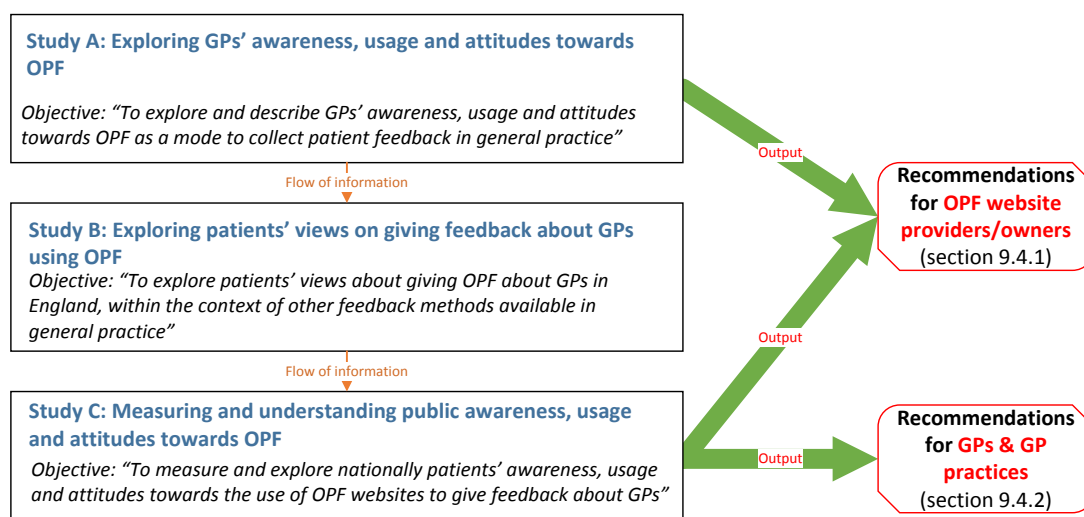 Study A: Exploring GPs’ awareness, usage and attitudes towards
OPF
Objective: “To explore and describe GPs’ awareness, usage and attitudes
towards OPF as a mode to collect patient feedback in general practice”
Output
Flow of information
Recommendations
for OPF website
providers/owners
(section 9.4.1)
Study B: Exploring patients’ views on giving feedback about GPs
using OPF
Objective: “To explore patients’ views about giving OPF about GPs in
England, within the context of other feedback methods available in
general practice”
Output
Flow of information
Study C: Measuring and understanding public awareness, usage
and attitudes towards OPF
Objective: “To measure and explore nationally patients’ awareness, usage
and attitudes towards the use of OPF websites to give feedback about GPs”
Output
Recommendations
for GPs & GP
practices
(section 9.4.2)